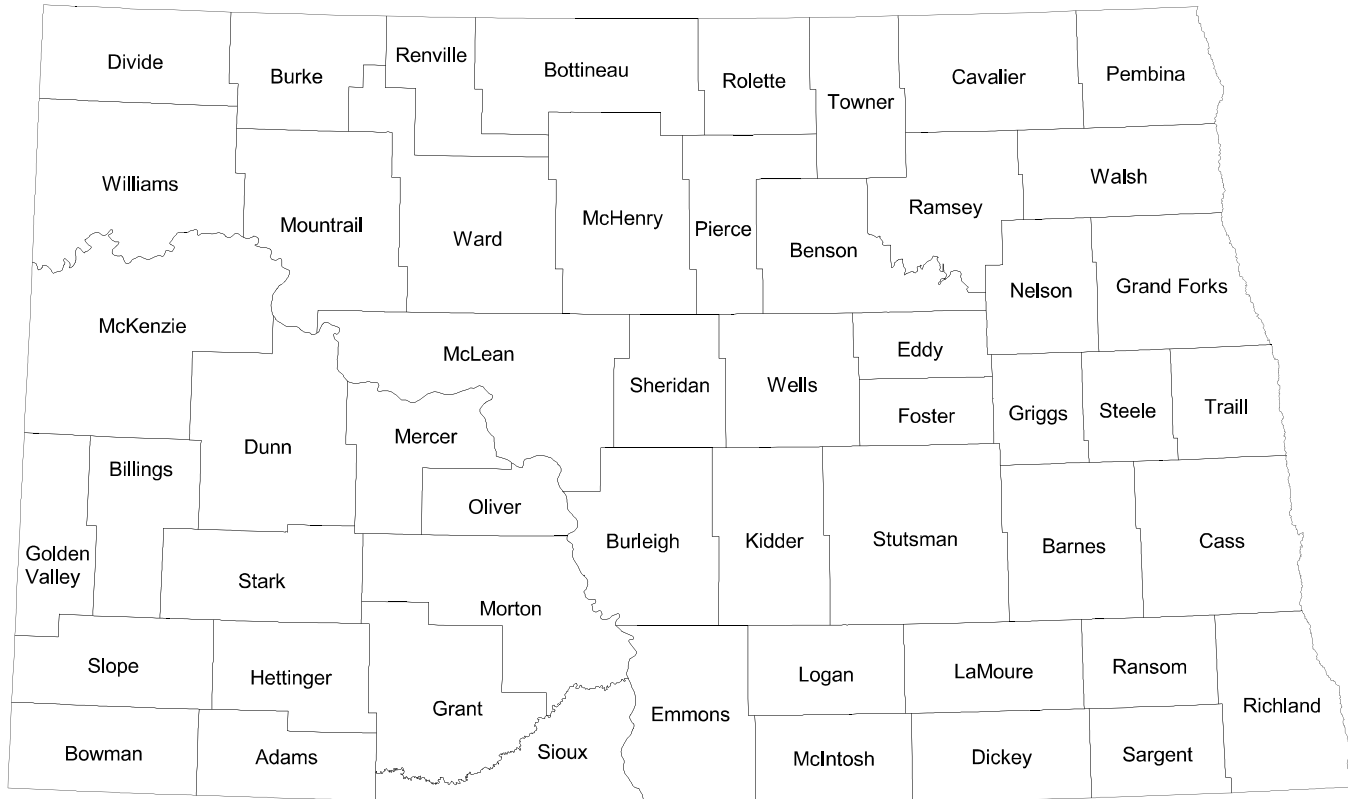 Divide
Burke
Renville
Bottineau
Rolette
Towner
Cavalier
Pembina
Williams
Mountrail
Ward
McHenry
Pierce
Benson
Ramsey
Walsh
Nelson
Grand Forks
McKenzie
McLean
Sheridan
Wells
Eddy
Foster
Griggs
Steele
Traill
Dunn
Mercer
Billings
Oliver
Golden
Valley
Stark
Morton
Burleigh
Kidder
Stutsman
Barnes
Cass
Slope
Hettinger
Grant
Logan
LaMoure
Ransom
Richland
Bowman
Adams
Sioux
Emmons
McIntosh
Dickey
Sargent